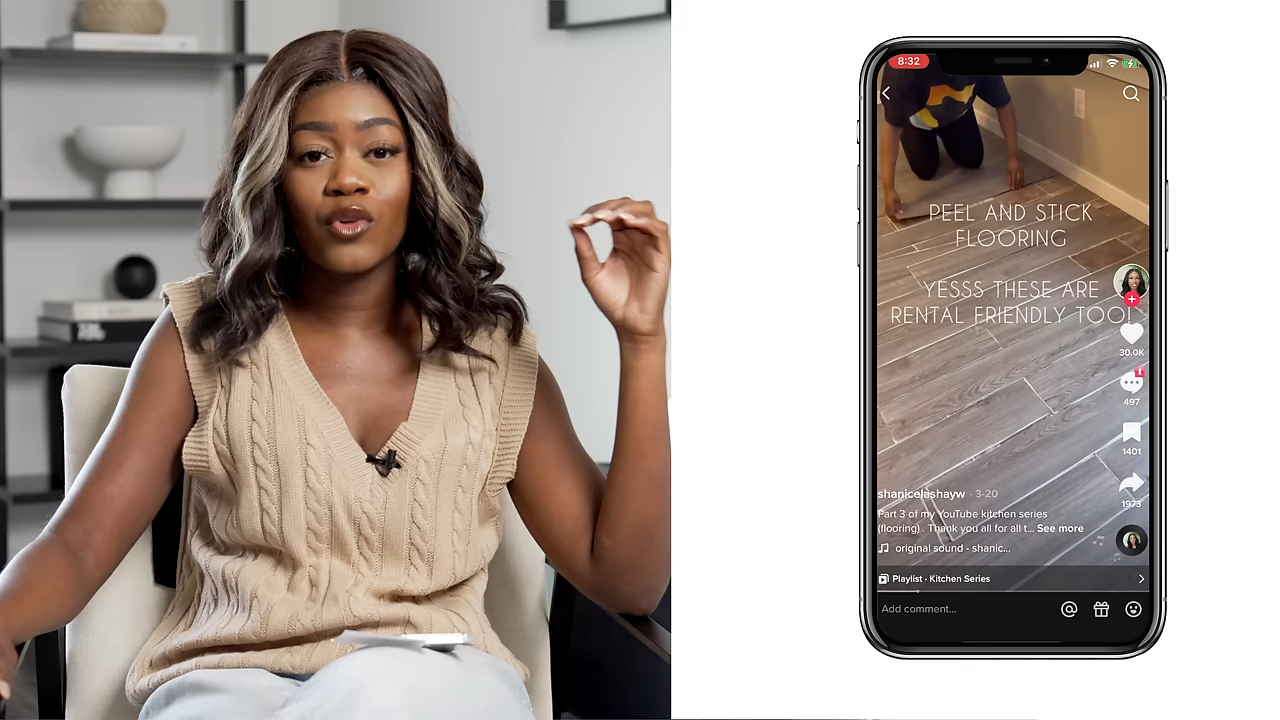 8:32
PEEL AND STICK
FLOORING
YESSS THESE ARE
RENTAL FRIENDLY TOO!
30.0K
1
497
1401
1973
shanicelashayw · 3-20
Part 3 of my YouTube kitchen series
(flooring) . Thank you all for all t... See more
original sound - shanic...
Playlist · Kitchen Series
Add comment...